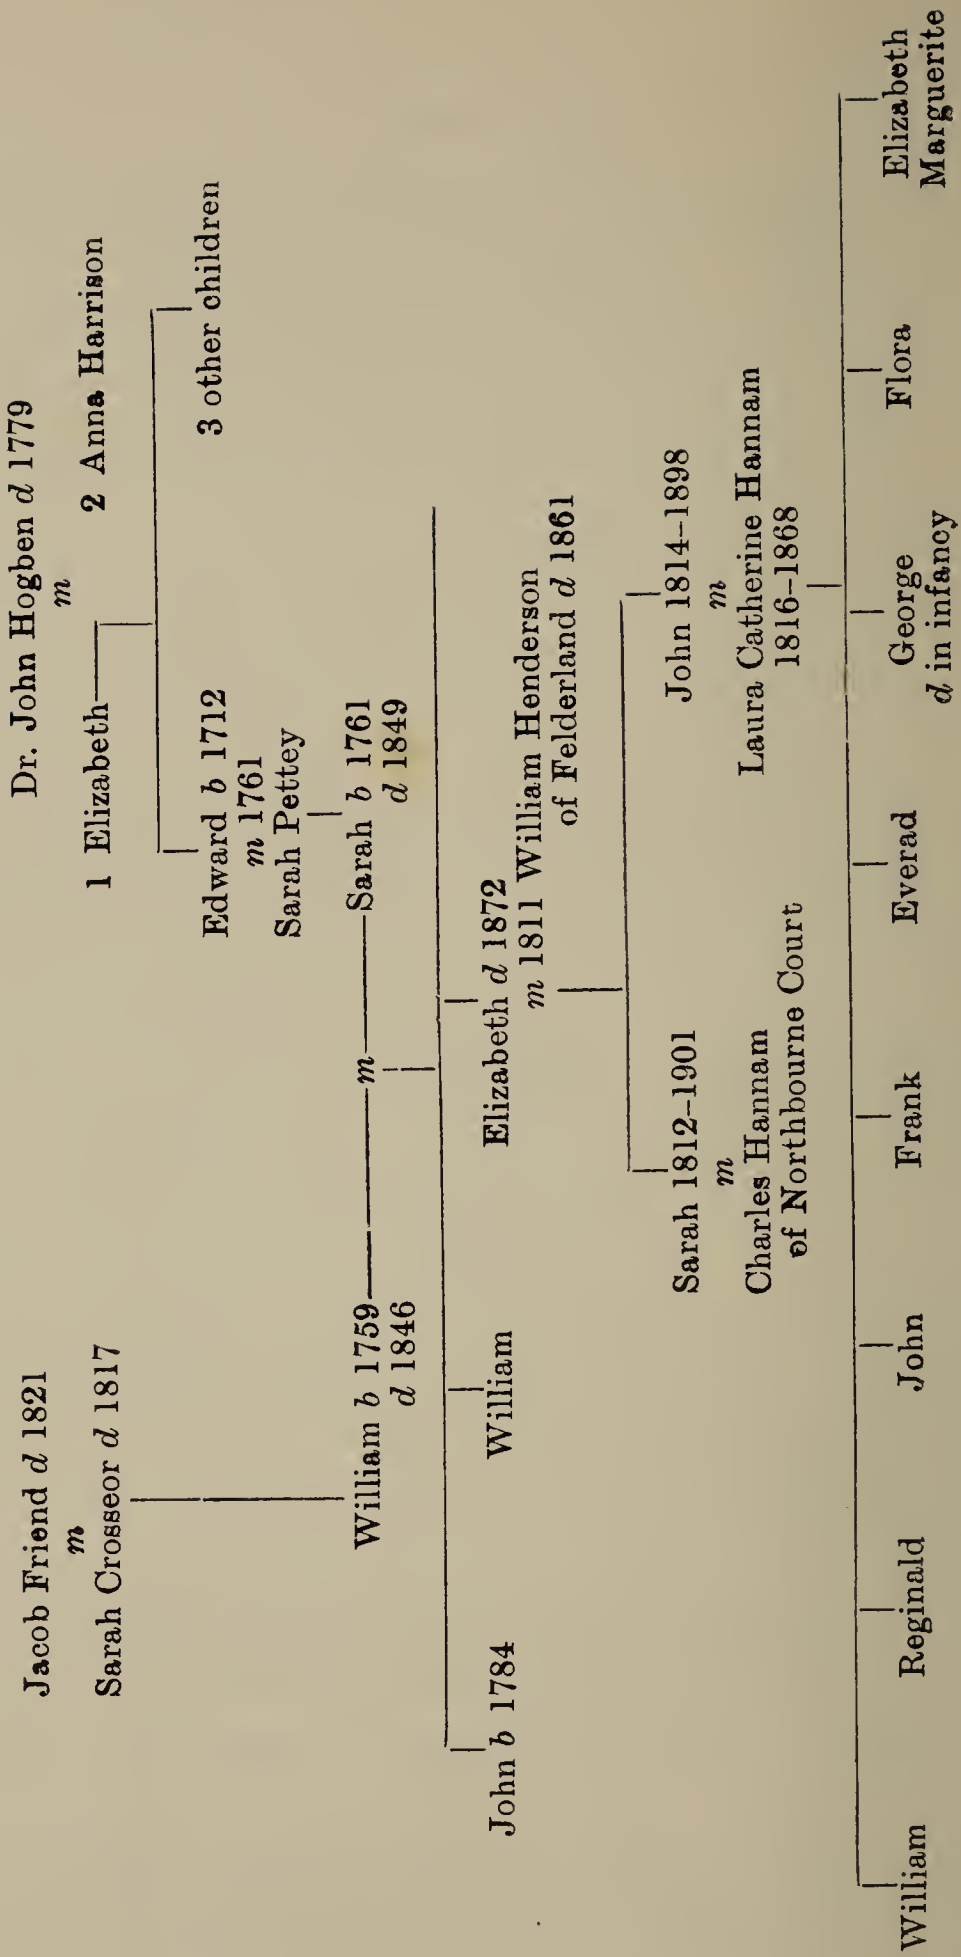 Jacob Friend d 1821
m
Sarah Crosseor d 1817
Dr. John Hogben d 1779
m
1 Elizabeth 2 Anna Harrison
Edward b 1712
m 1761
Sarah Pettey
3 other children
William b 1759 m Sarah b 1761
d 1846 d 1849
John b 1784
William
Elizabeth d 1872
m 1811 William Henderson
of Felderland d 1861
Sarah 1812–1901
m
Charles Hannam
of Northbourne Court
John 1814–1898
m
Laura Catherine Hannam
1816–1868
William
Reginald
John
Frank
Everad
George
d in infancy
Flora
Elizabeth
Marguerite